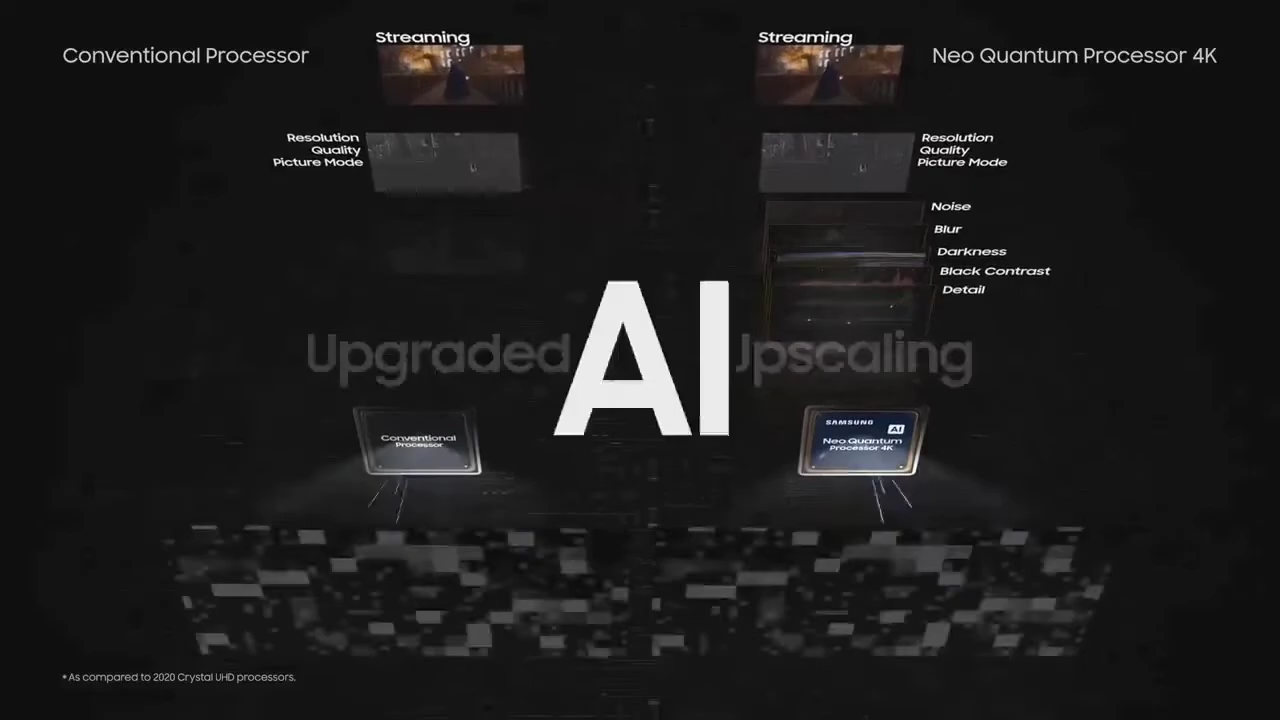 Conventional Processor
Streaming
Streaming
Neo Quantum Processor 4K
Resolution
Quality
Picture Mode
Resolution
Quality
Picture Mode
Noise
Blur
Darkness
Black Contrast
Detail
Upgraded
AI
Upscaling
Conventional
Processor
SAMSUNG
AI
Neo Quantum
Processor 4K
* As compared to 2020 Crystal UHD processors.